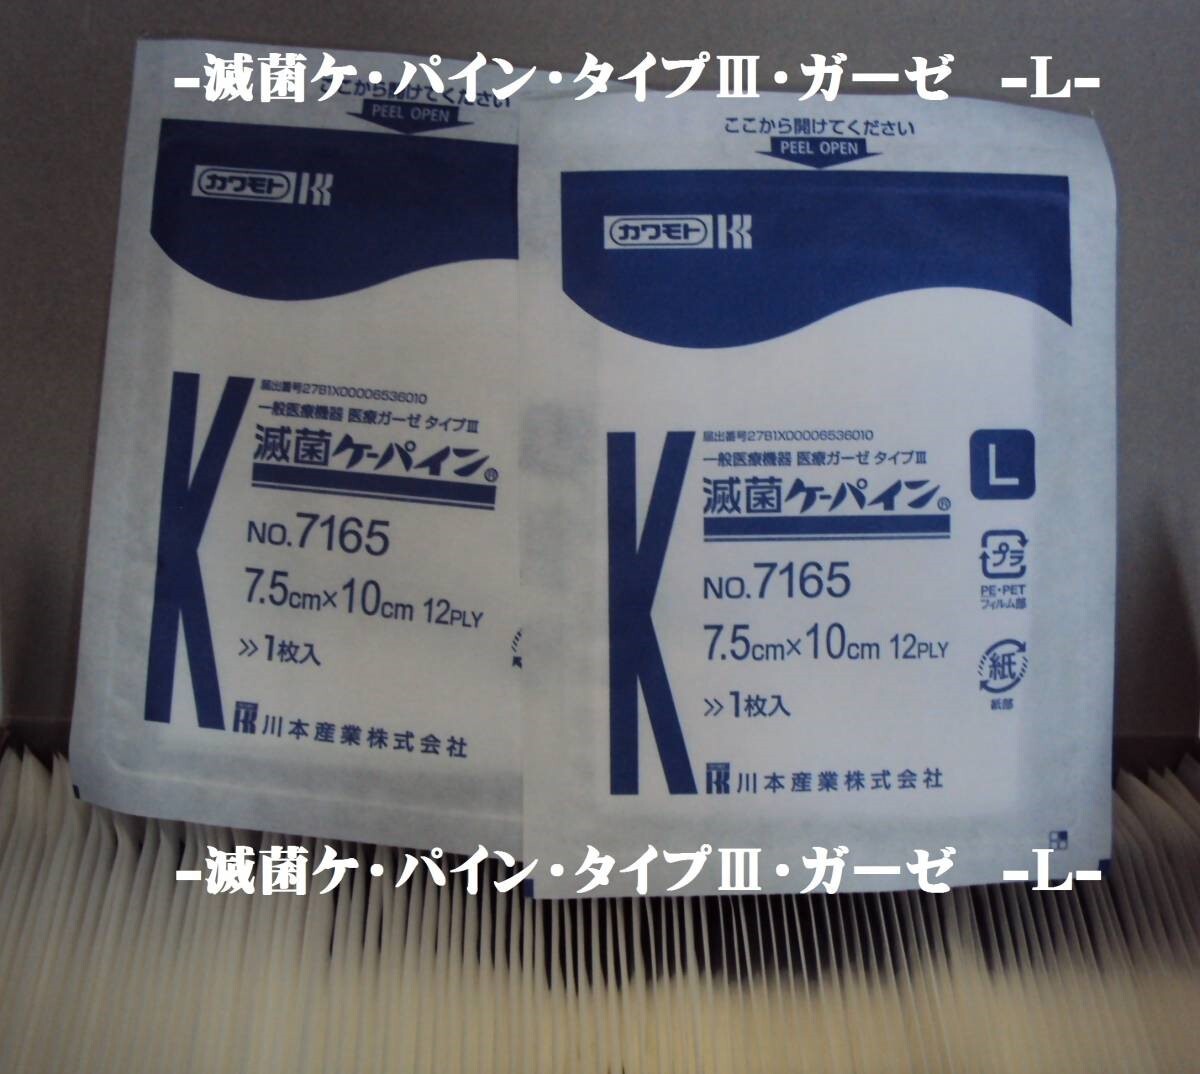 -滅菌ケ・パイン・タイプⅢ・ガーゼ -L-
ここから開けてください
PEEL OPEN
カワモト
届出番号27B1X00006536010
一般医療機器 医療ガーゼ タイプⅢ
滅菌ケーパイン®
NO.7165
7.5cm×10cm 12PLY
≫1枚入
川本産業株式会社
ここから開けてください
PEEL OPEN
カワモト
届出番号27B1X00006536010
一般医療機器 医療ガーゼ タイプⅢ
滅菌ケーパイン®
NO.7165
7.5cm×10cm 12PLY
≫1枚入
川本産業株式会社
L
プラ
PE・PET
フィルム部
紙
紙部
K
K
-滅菌ケ・パイン・タイプⅢ・ガーゼ -L-